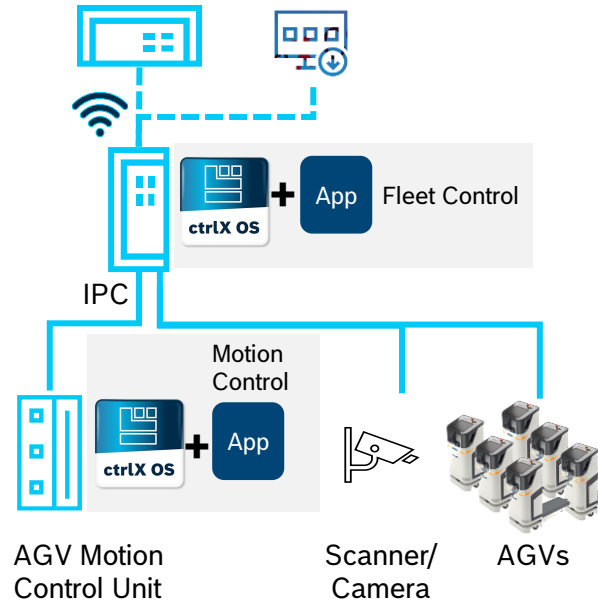 ctrlX OS
+
App
Fleet Control
IPC
Motion
Control
ctrlX OS
+
App
AGV Motion
Control Unit
Scanner/
Camera
AGVs